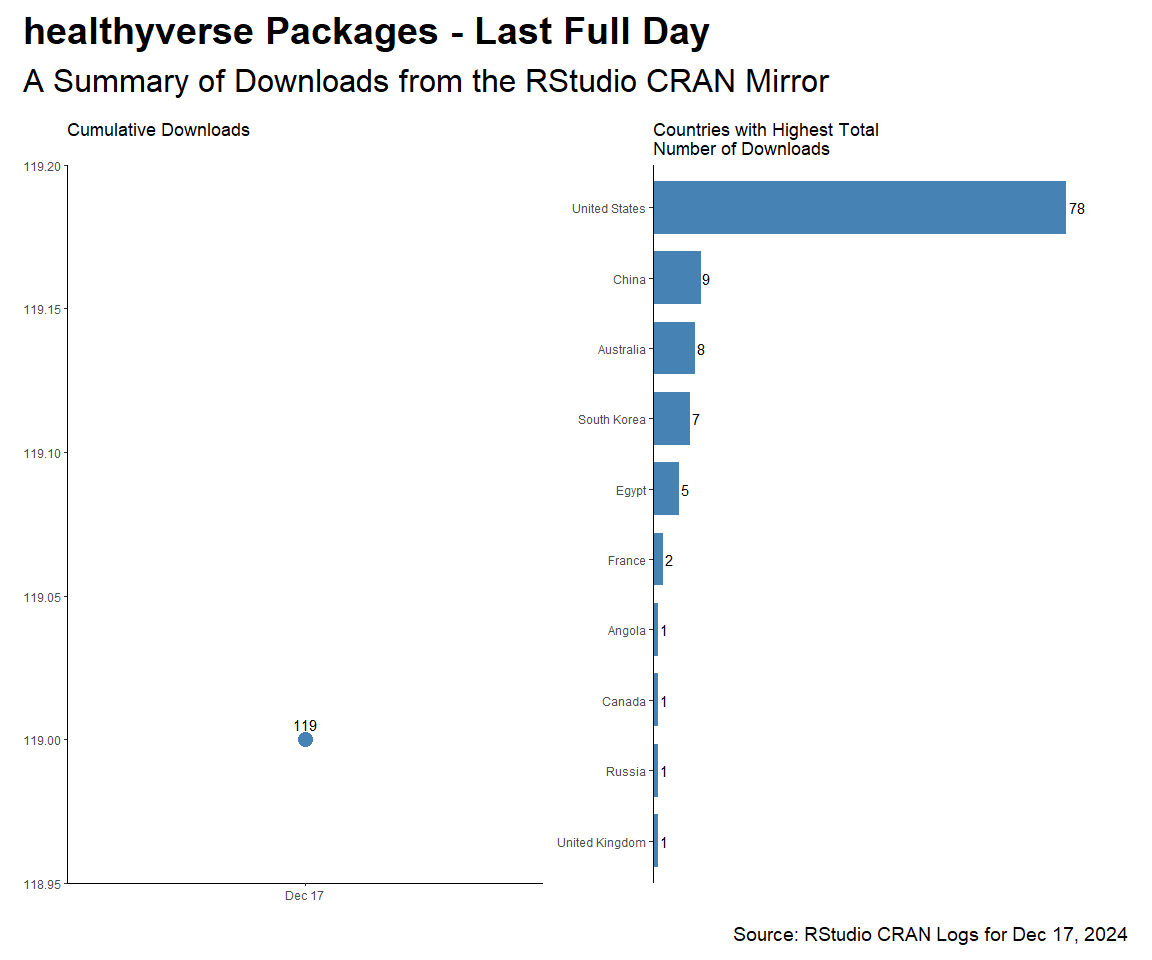 healthyverse Packages - Last Full Day
A Summary of Downloads from the RStudio CRAN Mirror
Cumulative Downloads
119.20
119.15
119.10
119.05
119.00
118.95
119
Dec 17
Countries with Highest Total
Number of Downloads
United States 78
China 9
Australia 8
South Korea 7
Egypt 5
France 2
Angola 1
Canada 1
Russia 1
United Kingdom 1
Source: RStudio CRAN Logs for Dec 17, 2024